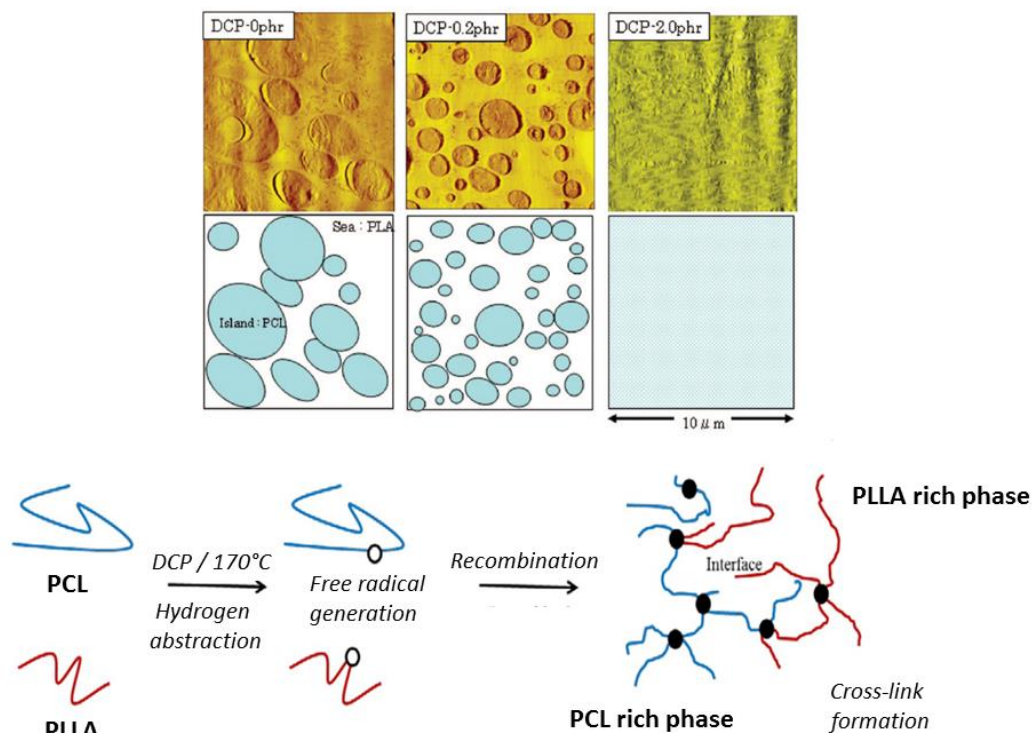 DCP-0phr
DCP-0.2phr
DCP-2.0phr
Sea : PLA
Island : PCL
10 μm
PCL
DCP / 170°C
Hydrogen
abstraction
Free radical
generation
Recombination
PLLA rich phase
Interface
PLLA
PCL rich phase
Cross-link
formation